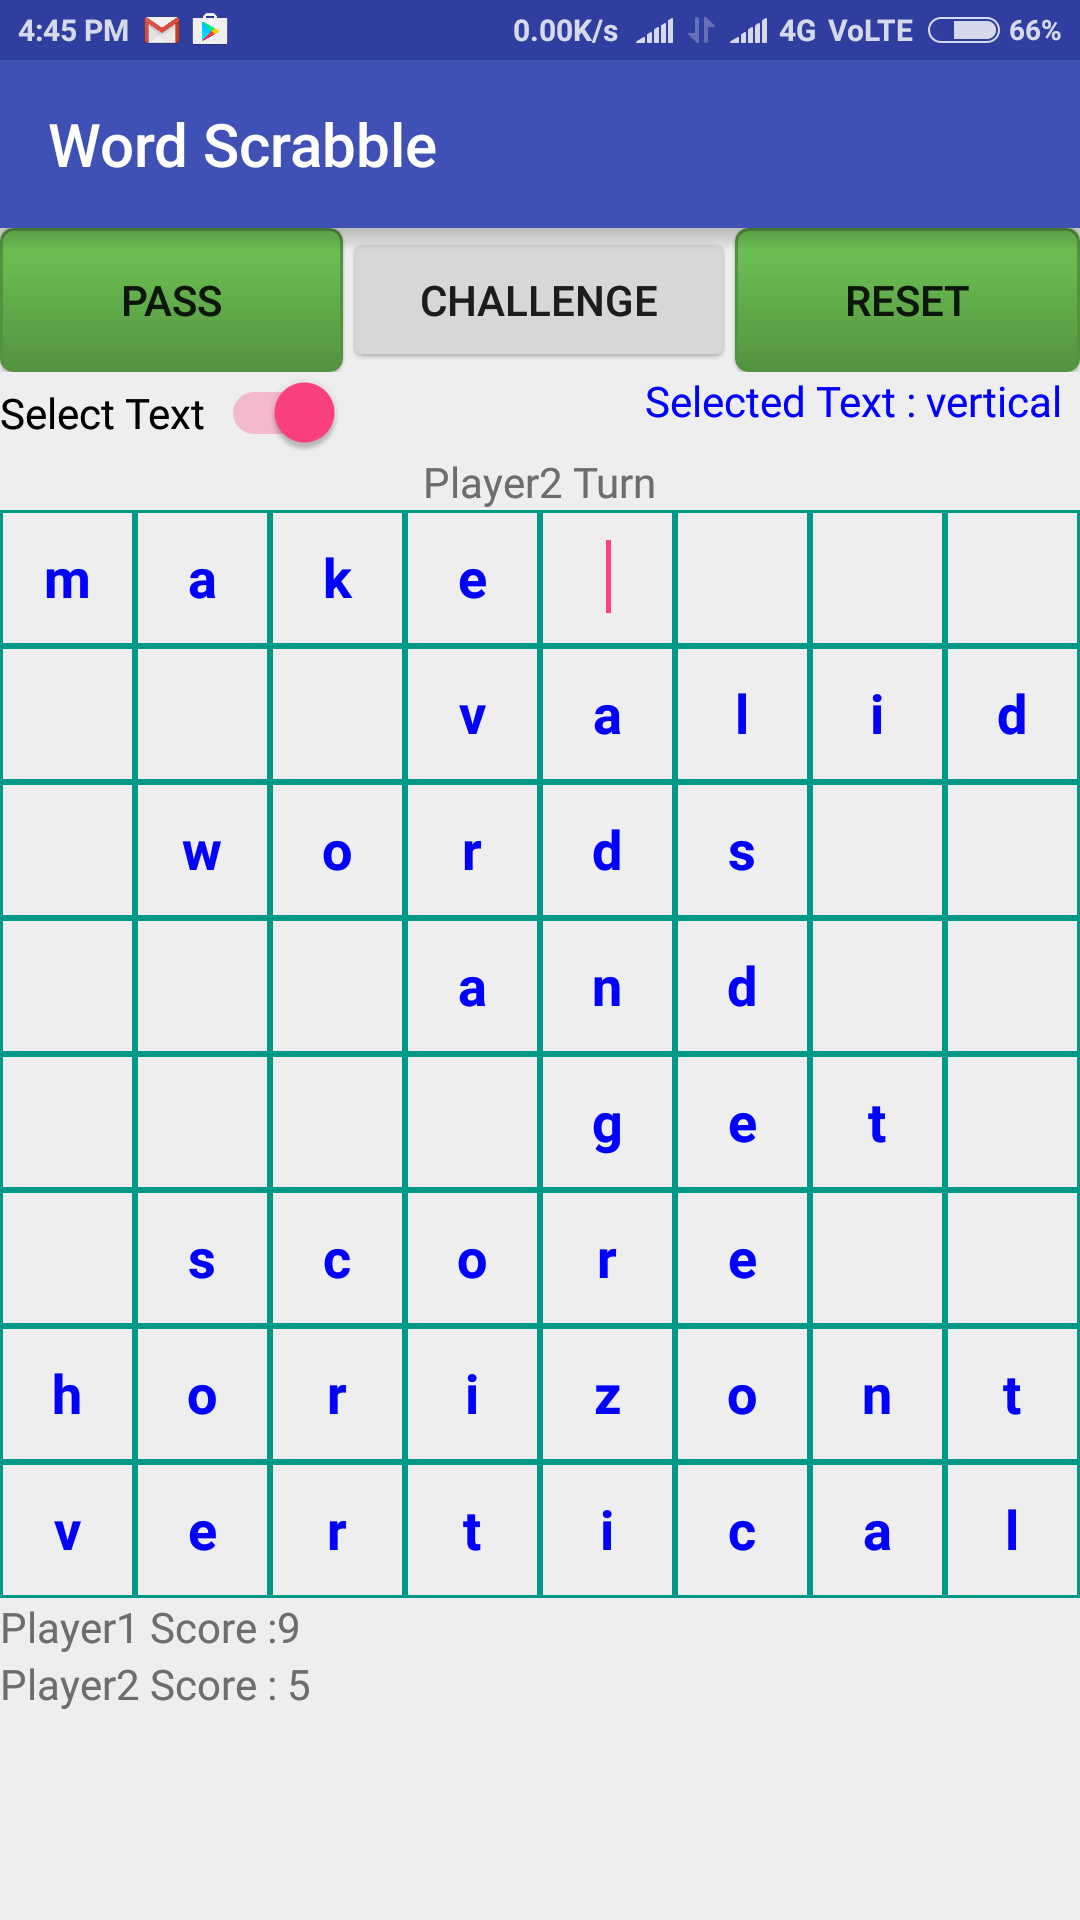 4:45 PM 0.00K/s 4G VoLTE 66%
Word Scrabble
PASS CHALLENGE RESET
Select Text Selected Text : vertical
Player2 Turn
m a k e
v a l i d
w o r d s
a n d
g e t
s c o r e
h o r i z o n t
v e r t i c a l
Player1 Score :9
Player2 Score : 5